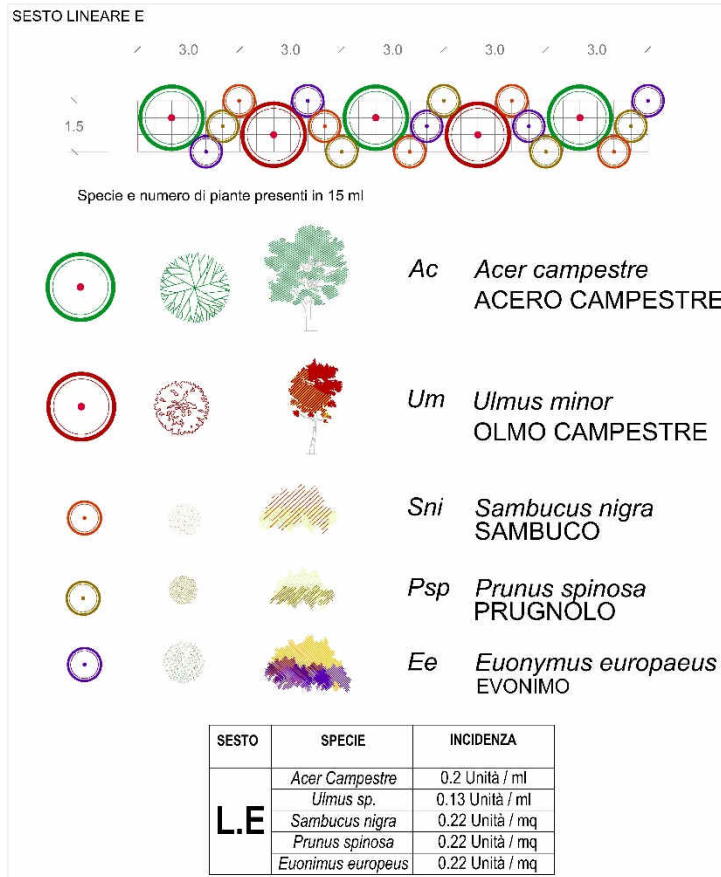 SESTO LINEARE E
3.0 3.0 3.0 3.0 3.0
1.5
Specie e numero di piante presenti in 15 ml
Ac Acer campestre
ACERO CAMPESTRE
Um Ulmus minor
OLMO CAMPESTRE
Sni Sambucus nigra
SAMBUCO
Psp Prunus spinosa
PRUGNOLO
Ee Euonymus europaeus
EVONIMO
SESTO SPECIE INCIDENZA
L.E
Acer Campestre 0.2 Unità / ml
Ulmus sp. 0.13 Unità / ml
Sambucus nigra 0.22 Unità / mq
Prunus spinosa 0.22 Unità / mq
Euonimus europeus 0.22 Unità / mq